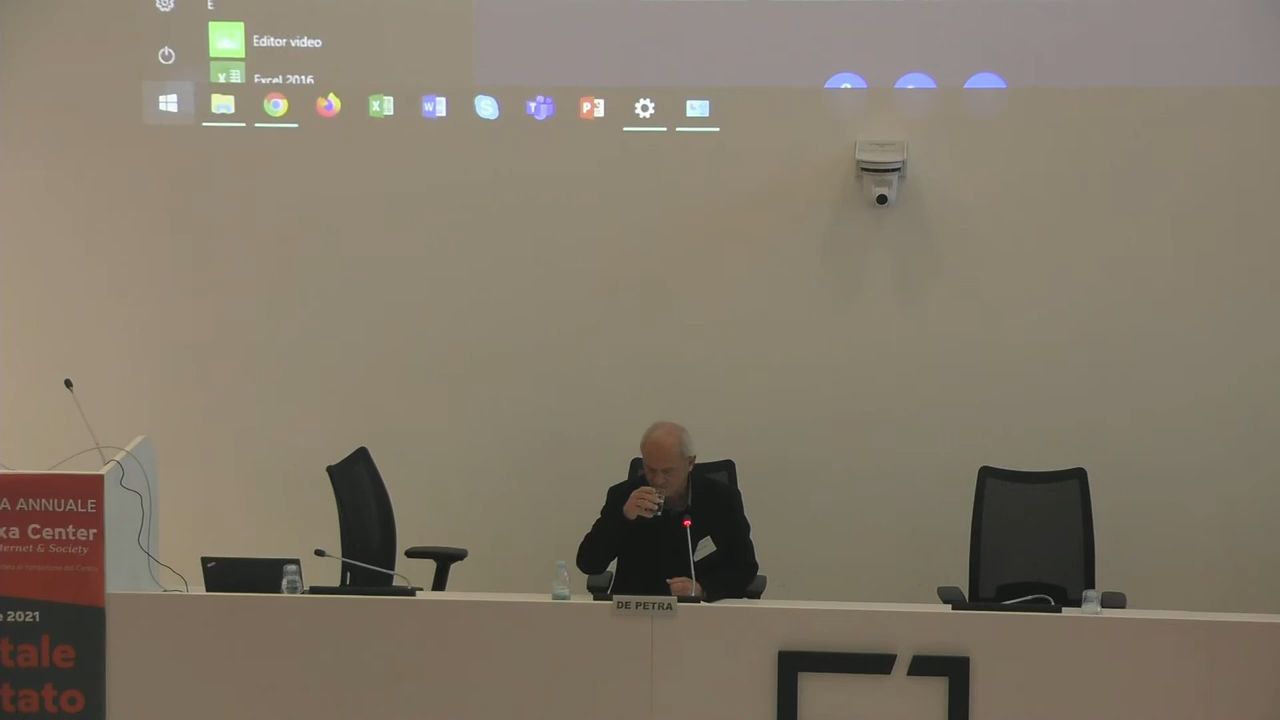 E
Editor video
Excel 2016
A ANNUALE
xa Center
ternet & Society
e 2021
tale
tato
DE PETRA